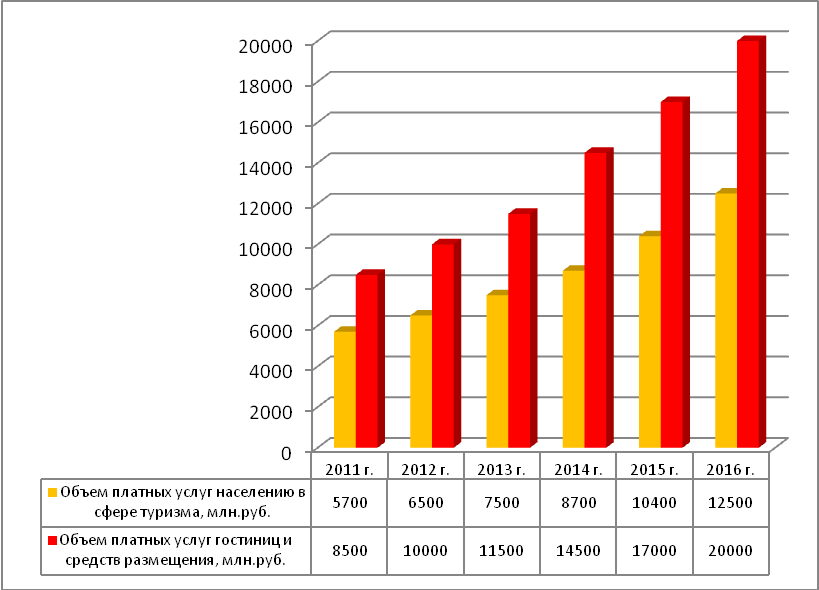 20000
18000
16000
14000
12000
10000
8000
6000
4000
2000
0
2011 г. 2012 г. 2013 г. 2014 г. 2015 г. 2016 г.
Объем платных услуг населению в
сфере туризма, млн.руб.
5700 6500 7500 8700 10400 12500
Объем платных услуг гостиниц и
средств размещения, млн.руб.
8500 10000 11500 14500 17000 20000